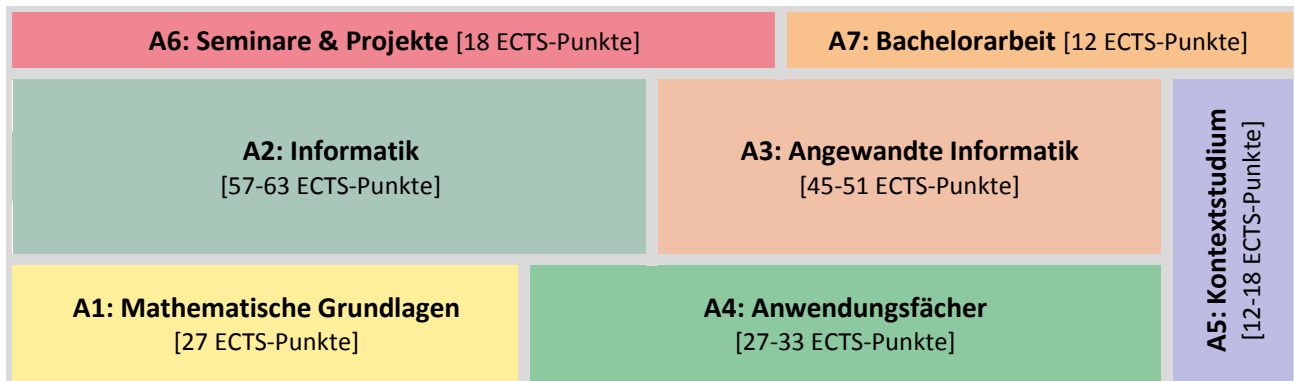 A6: Seminare & Projekte [18 ECTS-Punkte]
A7: Bachelorarbeit [12 ECTS-Punkte]
A2: Informatik
[57-63 ECTS-Punkte]
A3: Angewandte Informatik
[45-51 ECTS-Punkte]
A5: Kontextstudium
[12-18 ECTS-Punkte]
A1: Mathematische Grundlagen
[27 ECTS-Punkte]
A4: Anwendungsfächer
[27-33 ECTS-Punkte]